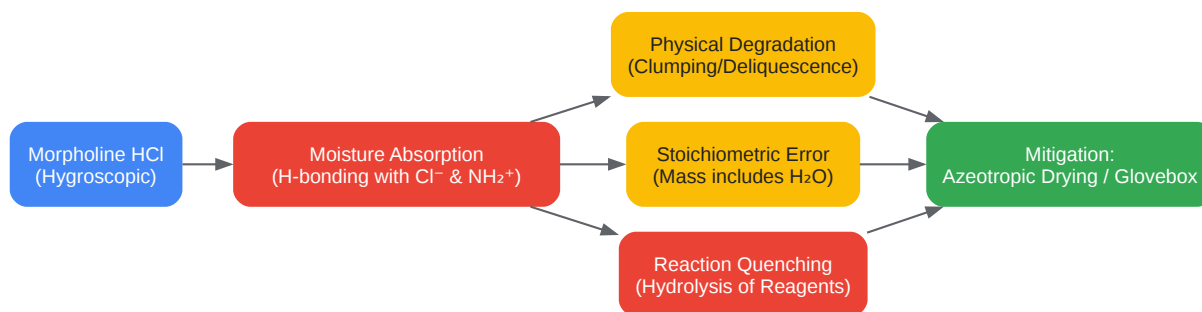 Morpholine HCl
(Hygroscopic)
Moisture Absorption
(H-bonding with Cl⁻ & NH₂⁺)
Physical Degradation
(Clumping/Deliquescence)
Stoichiometric Error
(Mass includes H₂O)
Reaction Quenching
(Hydrolysis of Reagents)
Mitigation:
Azeotropic Drying / Glovebox